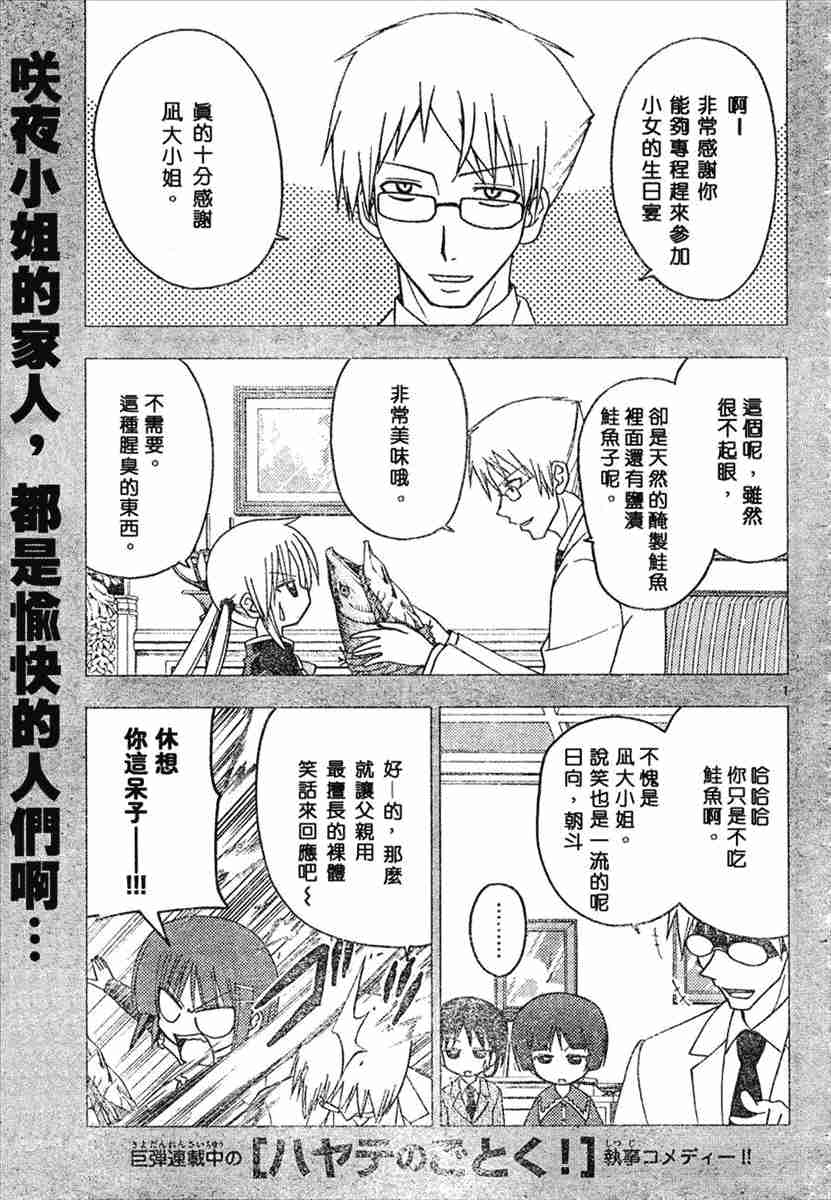 咲夜小姐的家人，都是愉快的人們啊…
啊—
非常感謝你
能夠專程趕來參加
小女的生日宴
真的十分感謝
凪大小姐。
這個呢，雖然
很不起眼，
卻是天然的醃製鮭魚
裡面還有鹽漬
鮭魚子呢。
非常美味哦。
不需要。
這種腥臭的東西。
1
哈哈哈
你只是不吃
鮭魚啊。
不愧是
凪大小姐。
說笑也是一流的呢
日向，朝斗
………
好—的，那麼
就讓父親用
最擅長的裸體
笑話來回應吧～
休想
你這呆子——!!!
きょだんれんさいちゅう
巨弾連載中の
［ハヤテのごとく！］
しつじ
執事コメディー!!